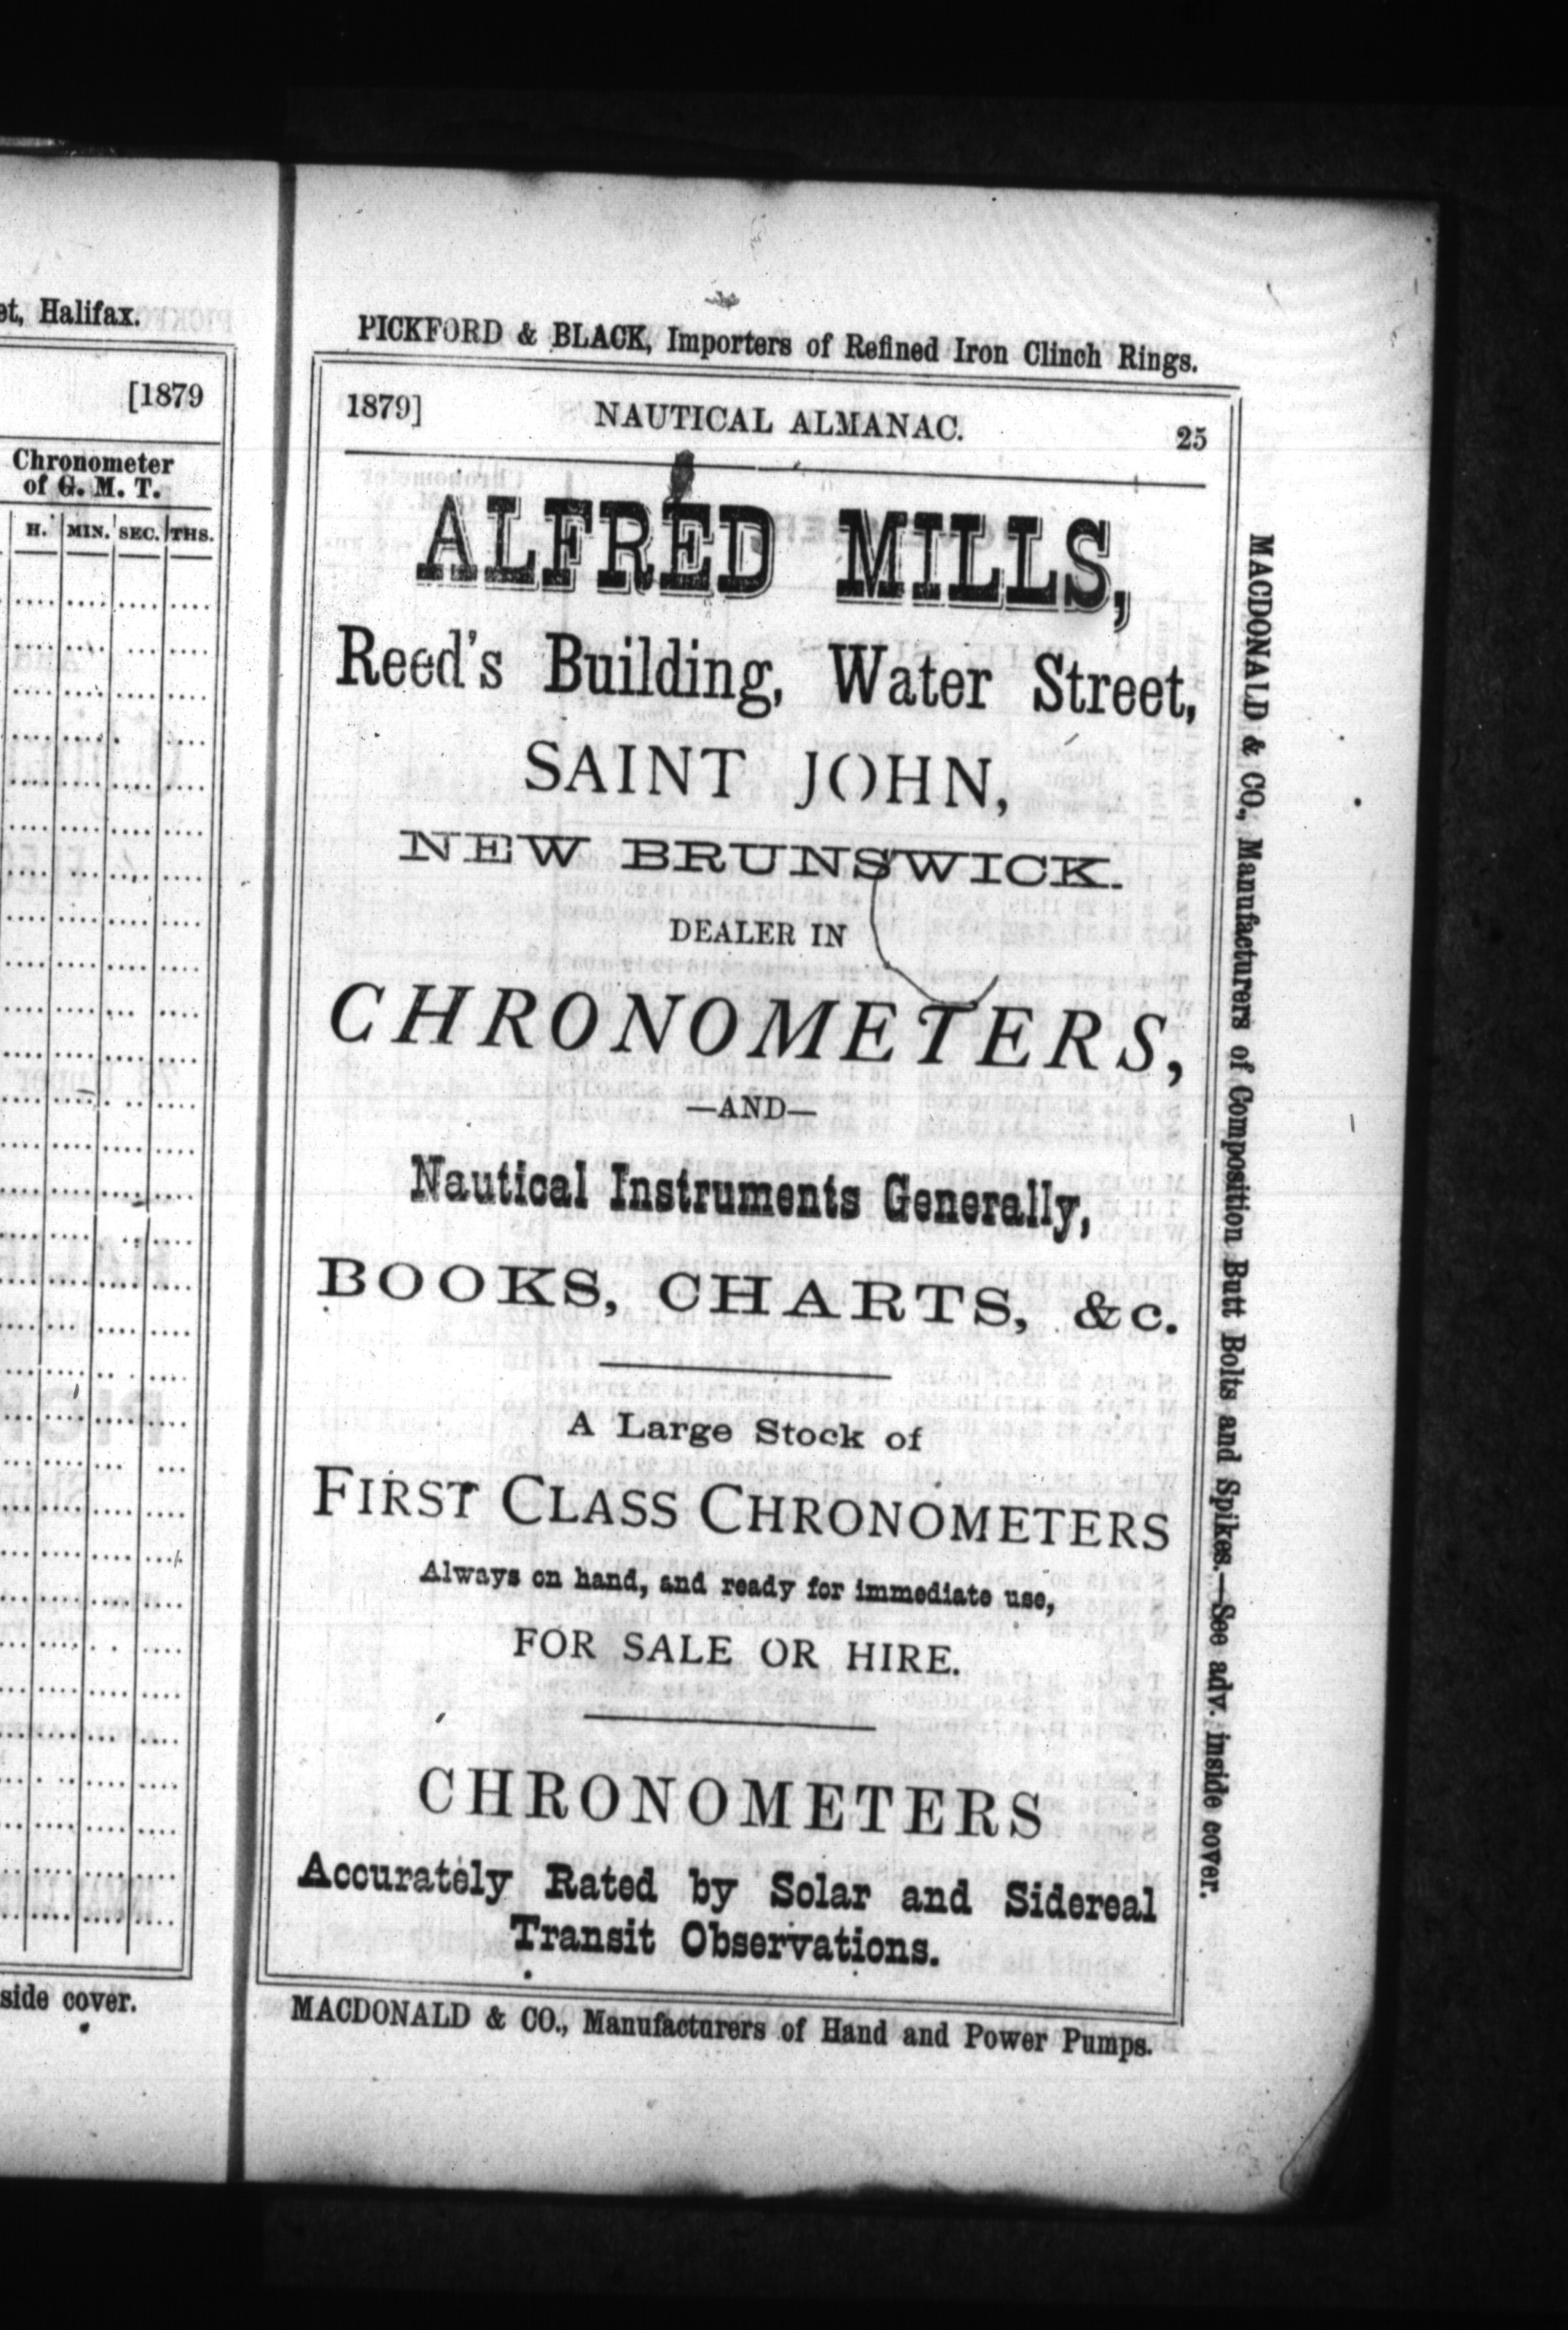 et, Halifax.
[1879
Chronometer
of G. M. T.
H. MIN. SEC. THS.
side cover.
PICKFORD & BLACK, Importers of Refined Iron Clinch Rings.
1879] NAUTICAL ALMANAC. 25
ALFRED MILLS,
Reed's Building, Water Street,
SAINT JOHN,
NEW BRUNSWICK.
DEALER IN
CHRONOMETERS,
—AND—
Nautical Instruments Generally,
BOOKS, CHARTS, &c.
A Large Stock of
FIRST CLASS CHRONOMETERS
Always on hand, and ready for immediate use,
FOR SALE OR HIRE.
CHRONOMETERS
Accurately Rated by Solar and Sidereal
Transit Observations.
MACDONALD & CO., Manufacturers of Hand and Power Pumps.
MACDONALD & CO., Manufacturers of Composition Butt Bolts and Spikes.—See adv. inside cover.